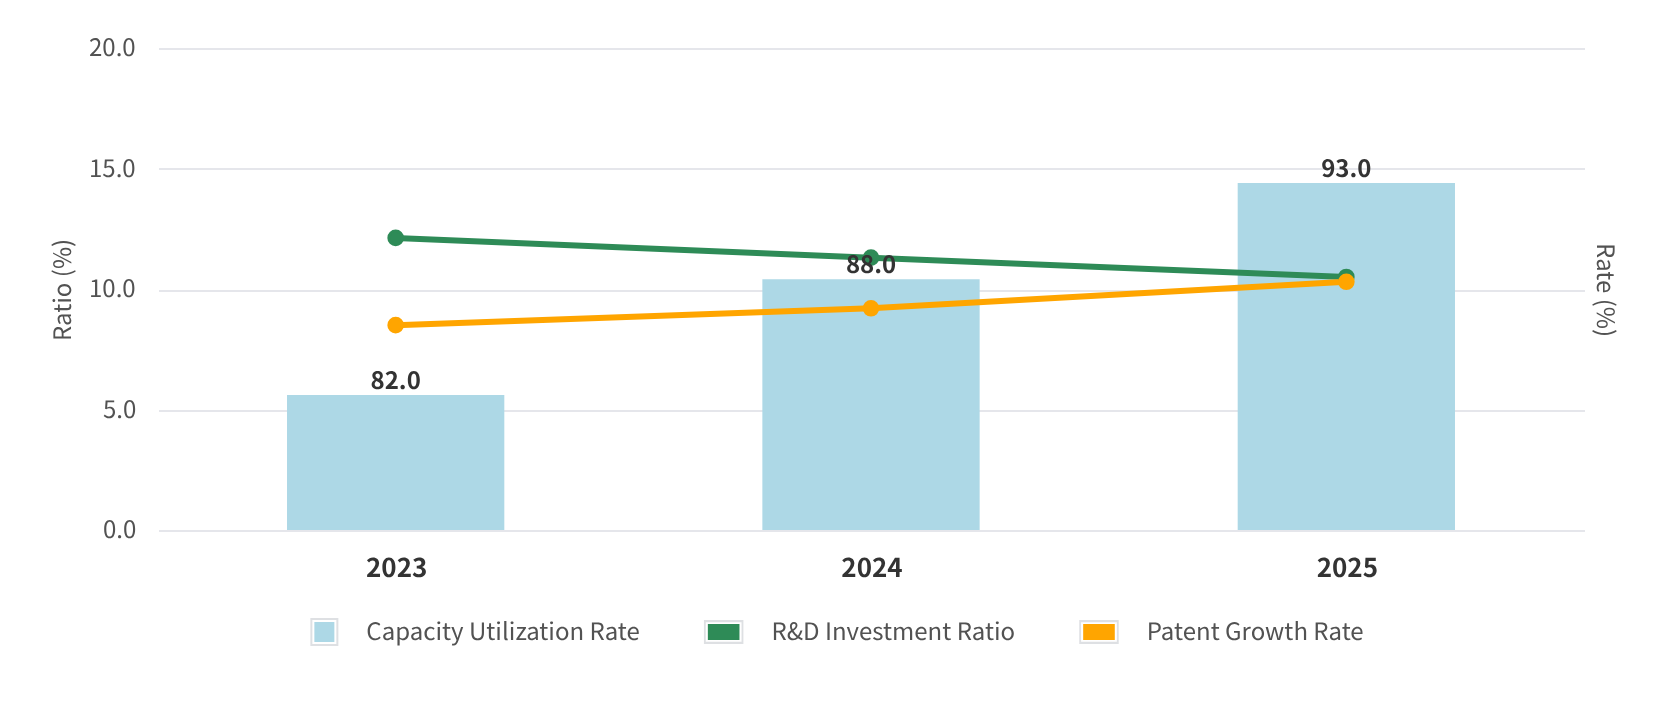 20.0
15.0
10.0
5.0
0.0
Ratio (%)
Rate (%)
82.0
88.0
93.0
2023
2024
2025
Capacity Utilization Rate
R&D Investment Ratio
Patent Growth Rate